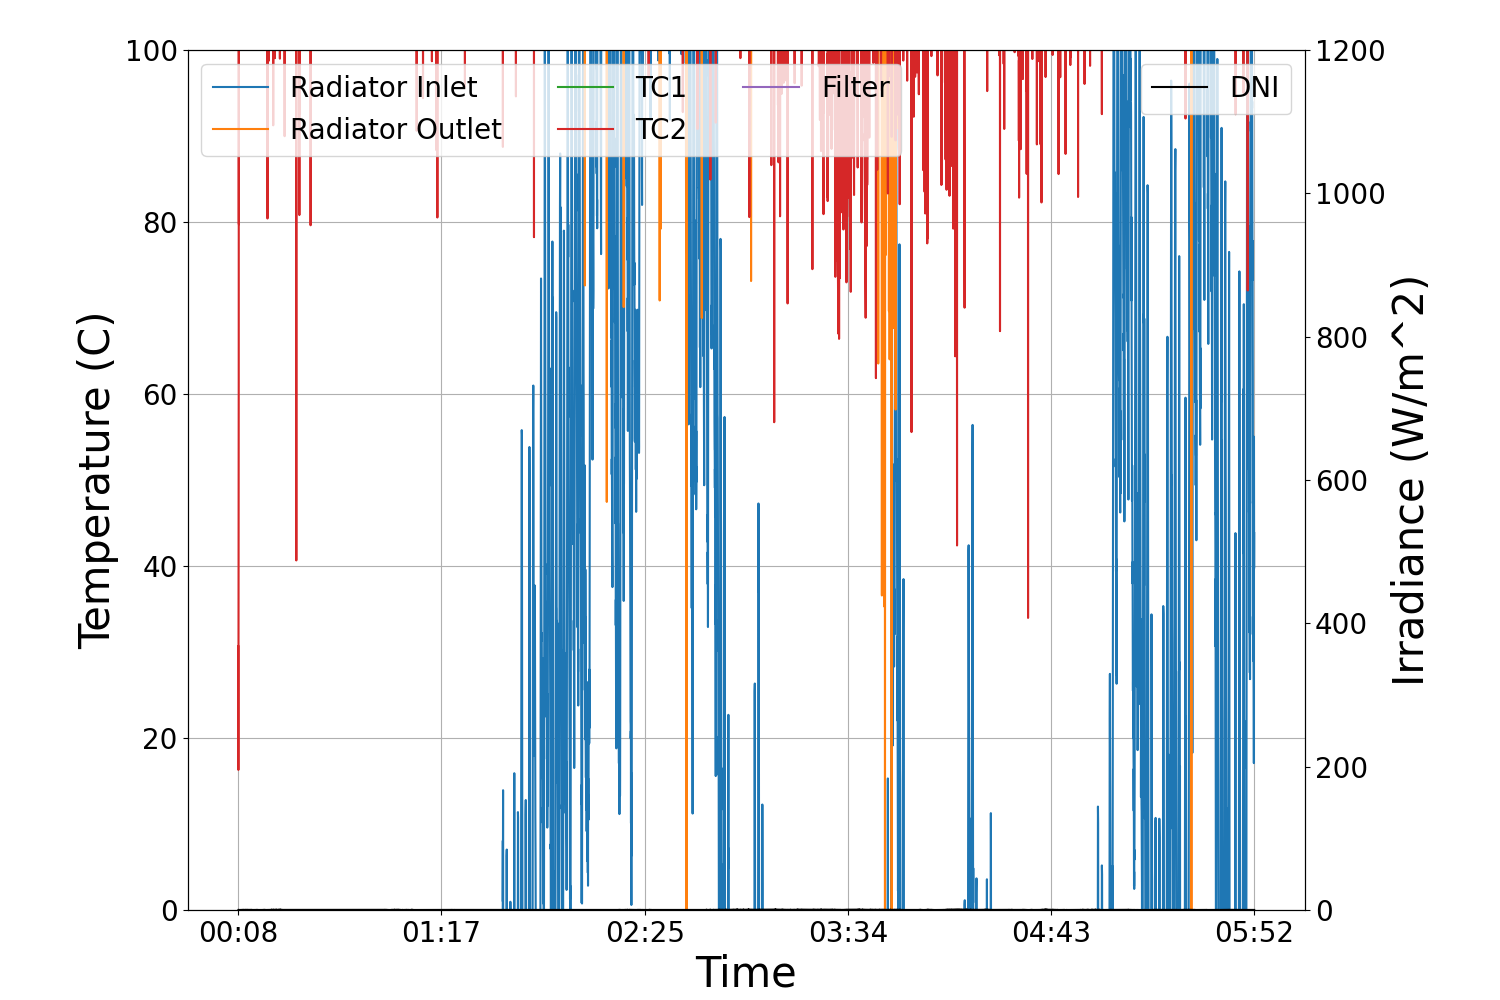 100
80
60
40
20
0
Temperature (C)
Radiator Inlet
Radiator Outlet
TC1
TC2
Filter
DNI
1200
1000
800
600
400
200
0
Irradiance (W/m^2)
00:08 01:17 02:25 03:34 04:43 05:52
Time